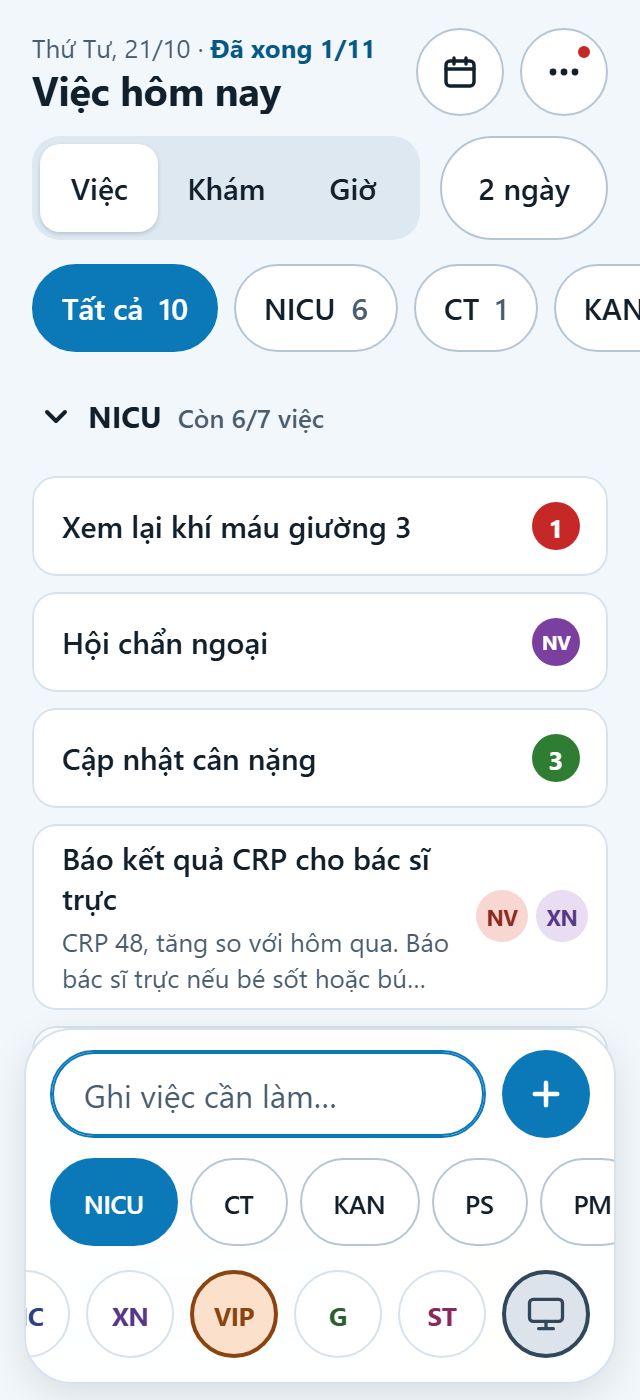 Thứ Tư, 21/10 · Đã xong 1/11
Việc hôm nay
Việc Khám Giờ 2 ngày
Tất cả 10 NICU 6 CT 1 KAN
NICU Còn 6/7 việc
Xem lại khí máu giường 3 1
Hội chẩn ngoại NV
Cập nhật cân nặng 3
Báo kết quả CRP cho bác sĩ
trực
NV XN
CRP 48, tăng so với hôm qua. Báo
bác sĩ trực nếu bé sốt hoặc bú...
Ghi việc cần làm...
NICU CT KAN PS PM
C XN VIP G ST